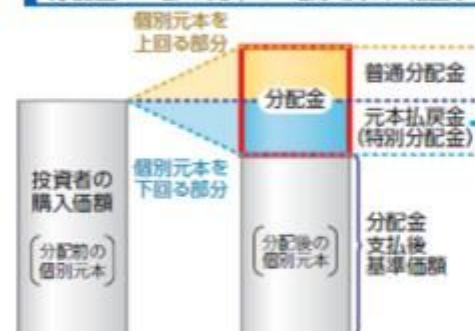 個別元本を
上回る部分
普通分配金
分配金
元本払戻金
(特別分配金)
個別元本を
下回る部分
投資者の
購入価額
(分配前の
個別元本)
(分配後の
個別元本)
分配金
支払後
基準価額